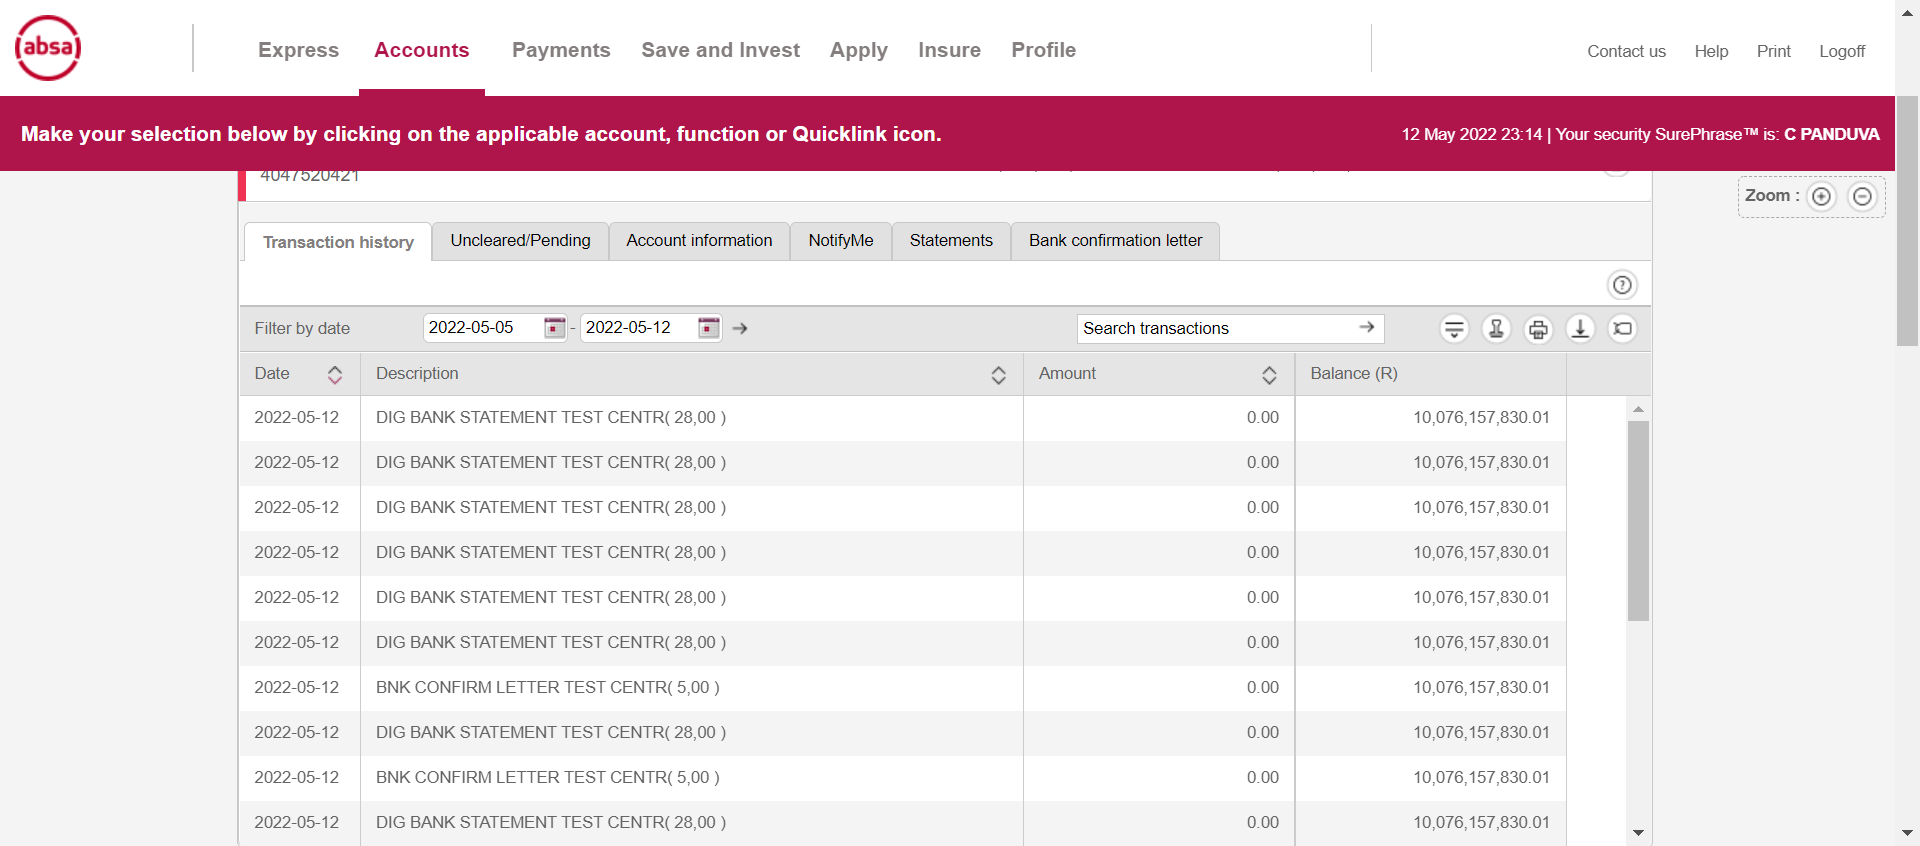 absa
Express Accounts Payments Save and Invest Apply Insure Profile
Contact us Help Print Logoff
Make your selection below by clicking on the applicable account, function or Quicklink icon.
12 May 2022 23:14 | Your security SurePhrase™ is: C PANDUVA
4047520421
Zoom :
Transaction history Uncleared/Pending Account information NotifyMe Statements Bank confirmation letter
Filter by date 2022-05-05 - 2022-05-12 Search transactions
Date Description Amount Balance (R)
2022-05-12 DIG BANK STATEMENT TEST CENTR( 28,00 ) 0.00 10,076,157,830.01
2022-05-12 DIG BANK STATEMENT TEST CENTR( 28,00 ) 0.00 10,076,157,830.01
2022-05-12 DIG BANK STATEMENT TEST CENTR( 28,00 ) 0.00 10,076,157,830.01
2022-05-12 DIG BANK STATEMENT TEST CENTR( 28,00 ) 0.00 10,076,157,830.01
2022-05-12 DIG BANK STATEMENT TEST CENTR( 28,00 ) 0.00 10,076,157,830.01
2022-05-12 DIG BANK STATEMENT TEST CENTR( 28,00 ) 0.00 10,076,157,830.01
2022-05-12 BNK CONFIRM LETTER TEST CENTR( 5,00 ) 0.00 10,076,157,830.01
2022-05-12 DIG BANK STATEMENT TEST CENTR( 28,00 ) 0.00 10,076,157,830.01
2022-05-12 BNK CONFIRM LETTER TEST CENTR( 5,00 ) 0.00 10,076,157,830.01
2022-05-12 DIG BANK STATEMENT TEST CENTR( 28,00 ) 0.00 10,076,157,830.01